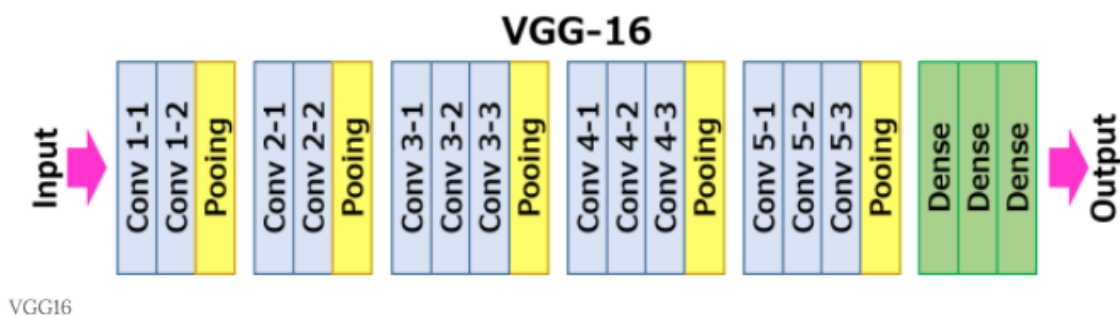 VGG-16
Input
Conv 1-1
Conv 1-2
Pooing
Conv 2-1
Conv 2-2
Pooing
Conv 3-1
Conv 3-2
Conv 3-3
Pooing
Conv 4-1
Conv 4-2
Conv 4-3
Pooing
Conv 5-1
Conv 5-2
Conv 5-3
Pooing
Dense
Dense
Dense
Output
VGG16